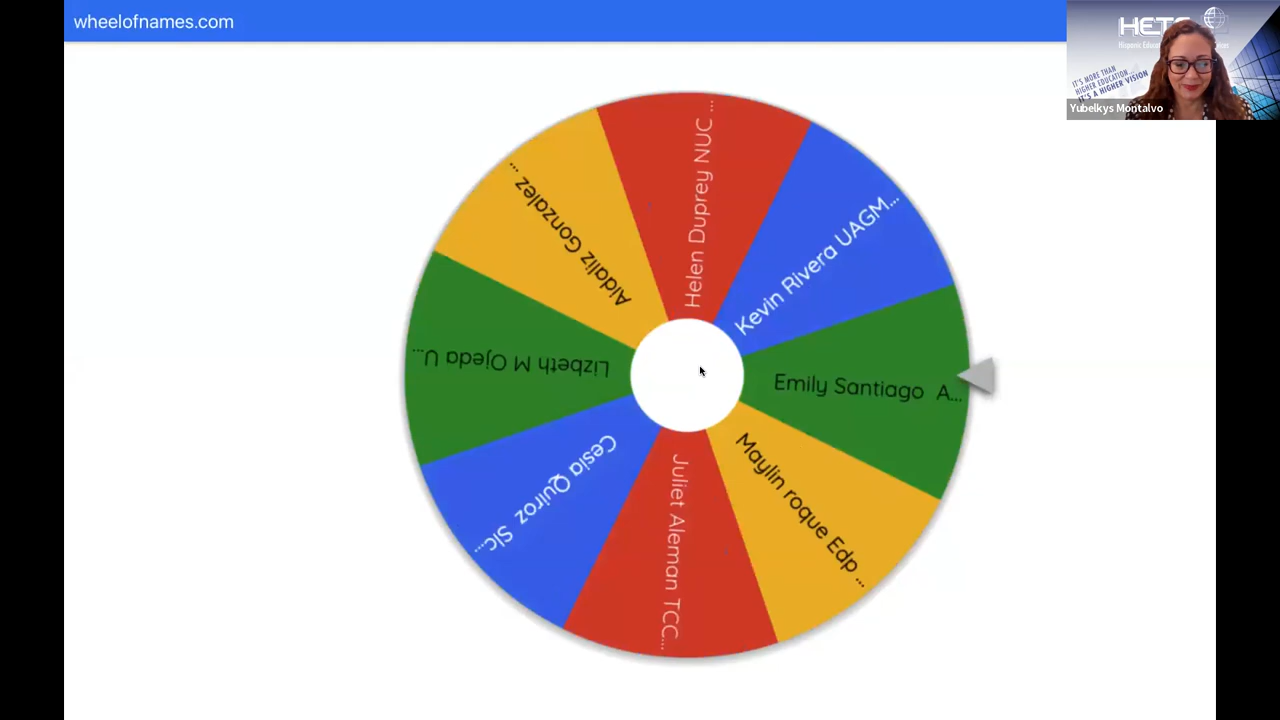 wheelofnames.com
HETS
IT'S MORE THAN
HIGHER EDUCATION...
IT'S A HIGHER VISION
Yubelkys Montalvo
Helen Duprey NUC ...
Kevin Rivera UAGM...
Emily Santiago A...
Maylin roque Edp ...
Juliet Aleman TCC...
Cesia Quiroz SIc...
Lizbeth M Ojeda U...
Aidaliz Gonzalez ...